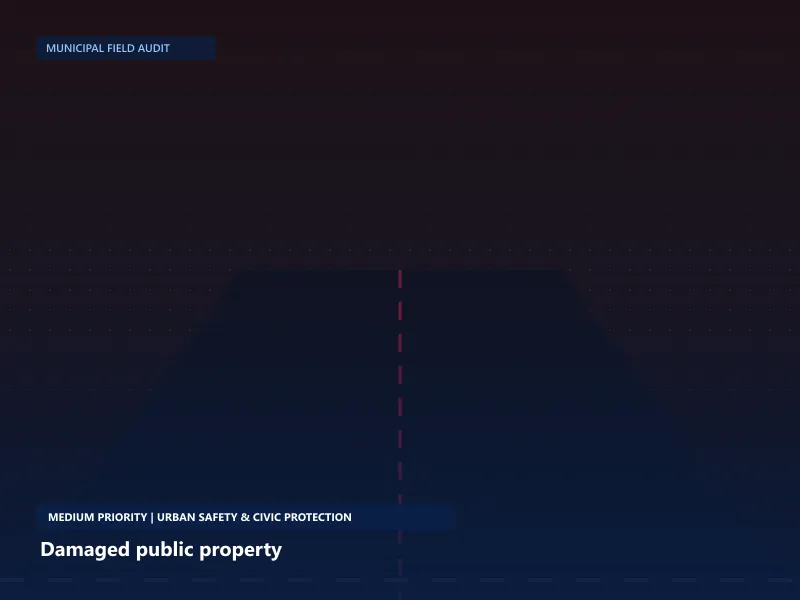 MUNICIPAL FIELD AUDIT
MEDIUM PRIORITY | URBAN SAFETY & CIVIC PROTECTION
Damaged public property